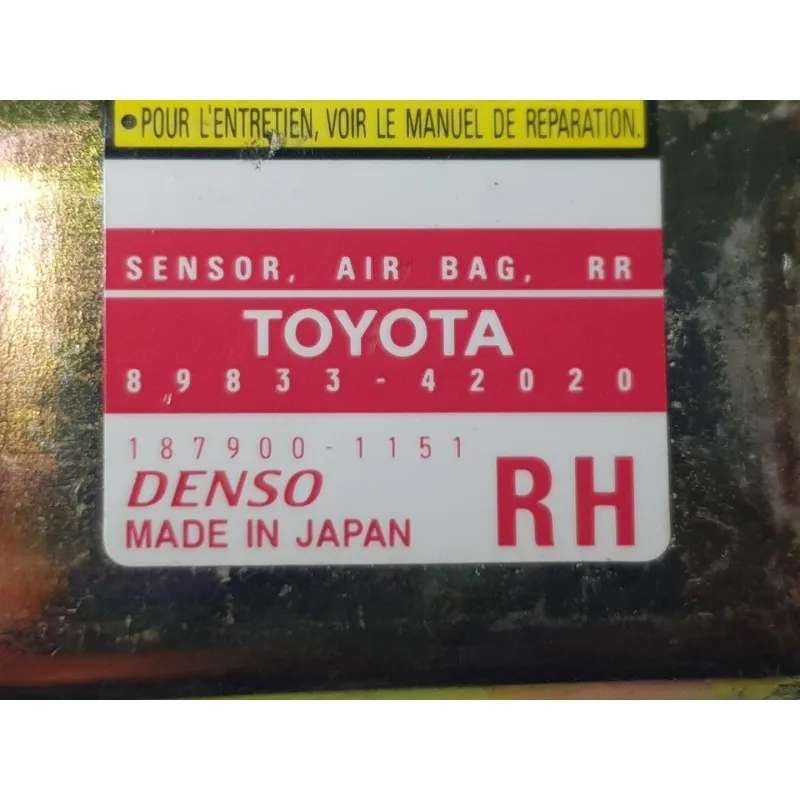 •POUR L'ENTRETIEN, VOIR LE MANUEL DE REPARATION.
SENSOR, AIR BAG, RR
TOYOTA
89833-42020
187900-1151
DENSO
MADE IN JAPAN
RH